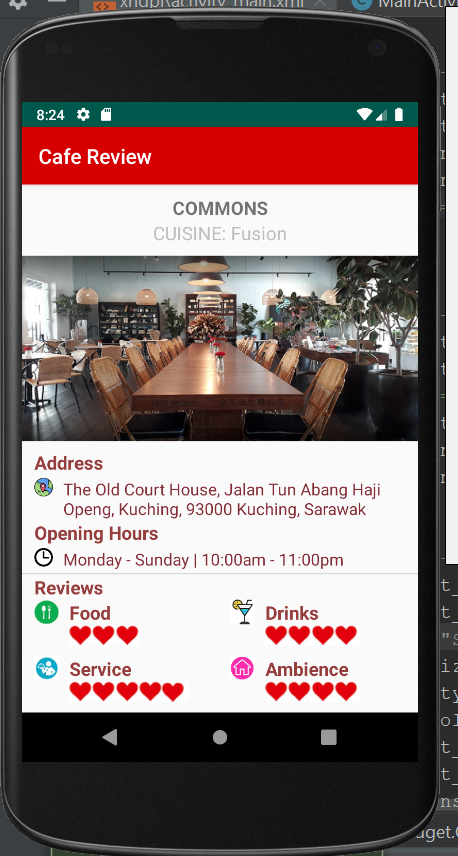 xhdpi\activity_main.xml
MainActiv
8:24
Cafe Review
COMMONS
CUISINE: Fusion
Address
The Old Court House, Jalan Tun Abang Haji
Openg, Kuching, 93000 Kuching, Sarawak
Opening Hours
Monday - Sunday | 10:00am - 11:00pm
Reviews
Food
Drinks
Service
Ambience